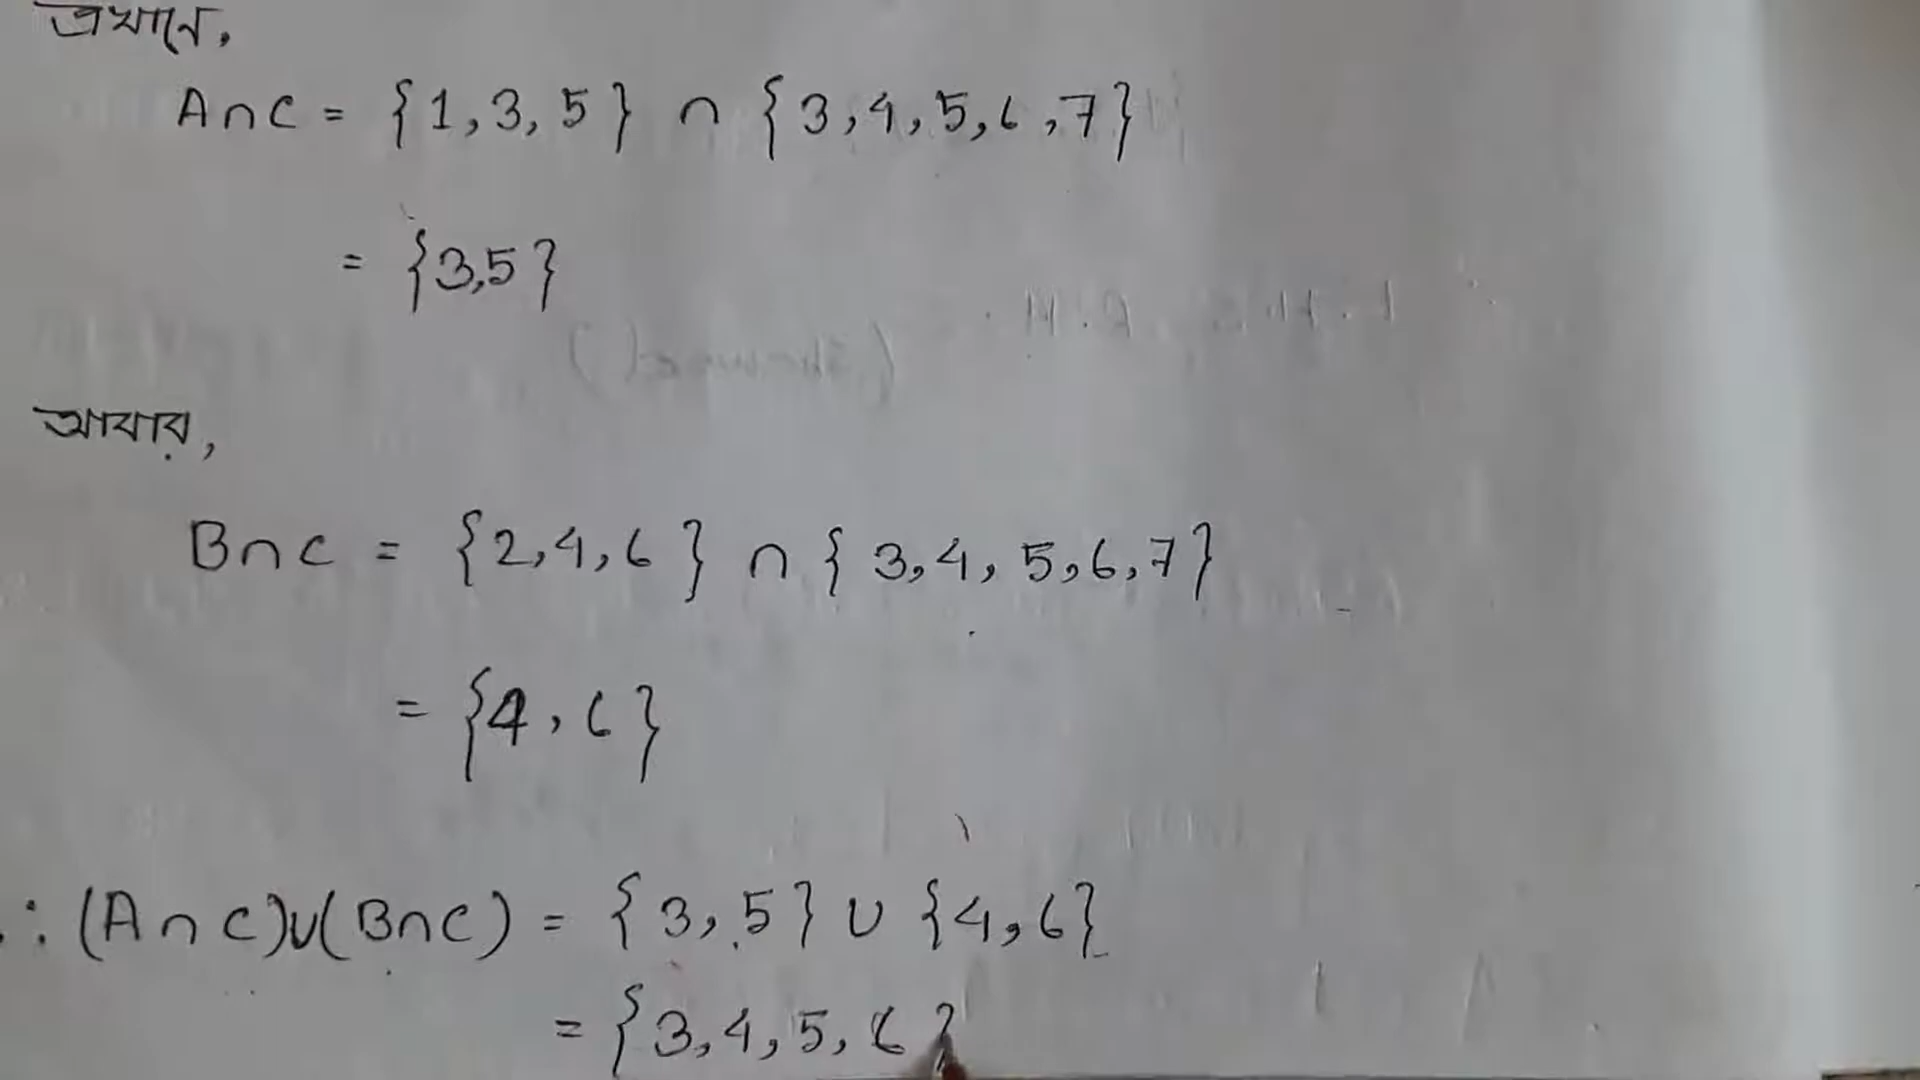 এখানে,
A∩C = {1,3,5} ∩ {3,4,5,6,7}
= {3,5}
আবার,
B∩C = {2,4,6} ∩ {3,4,5,6,7}
= {4,6}
∴ (A∩C)∪(B∩C) = {3,5} ∪ {4,6}
= {3,4,5,6}